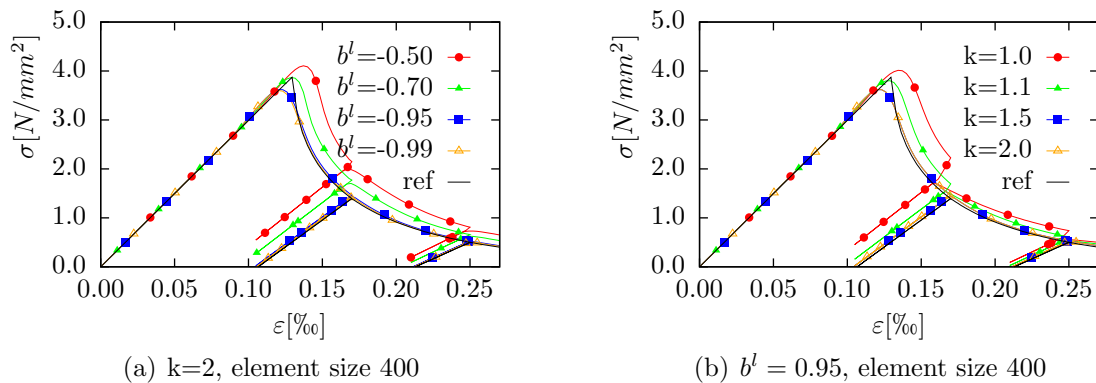 σ[N/mm²]
5.0
4.0
3.0
2.0
1.0
0.0
b^l=-0.50
b^l=-0.70
b^l=-0.95
b^l=-0.99
ref
0.00 0.05 0.10 0.15 0.20 0.25
ε[‰]
(a) k=2, element size 400
σ[N/mm²]
5.0
4.0
3.0
2.0
1.0
0.0
k=1.0
k=1.1
k=1.5
k=2.0
ref
0.00 0.05 0.10 0.15 0.20 0.25
ε[‰]
(b) b^l = 0.95, element size 400